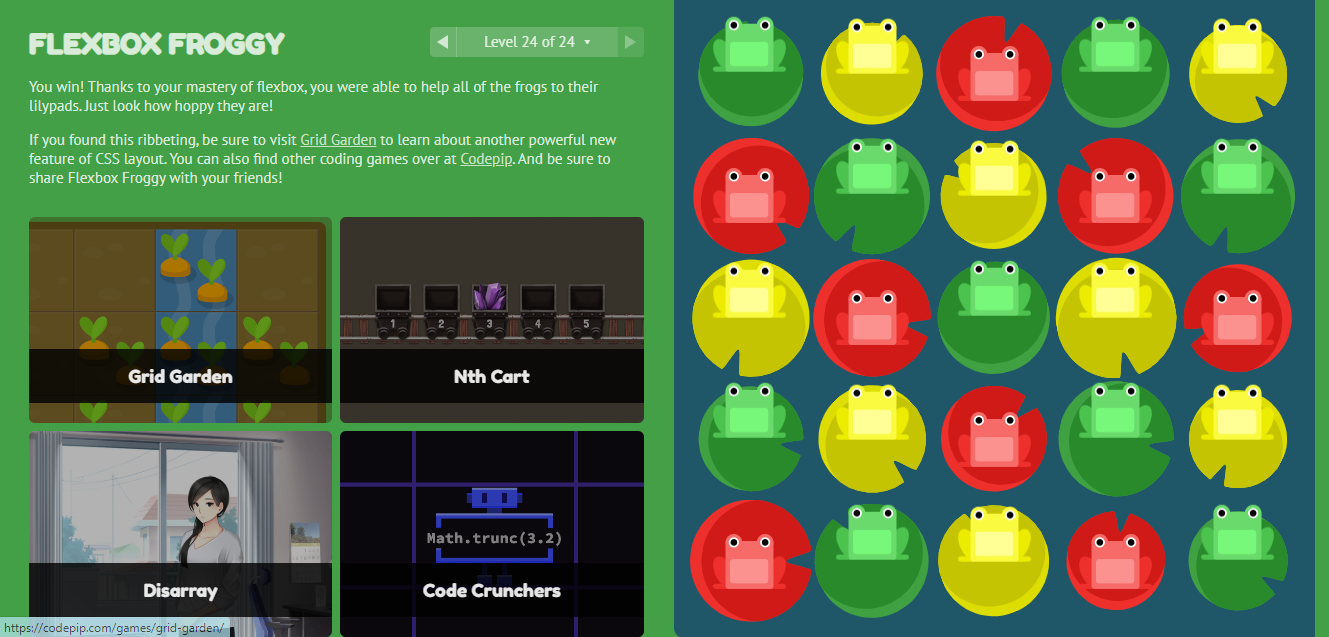 FLEXBOX FROGGY
◀ Level 24 of 24 ▾ ▶
You win! Thanks to your mastery of flexbox, you were able to help all of the frogs to their
lilypads. Just look how hoppy they are!
If you found this ribbeting, be sure to visit Grid Garden to learn about another powerful new
feature of CSS layout. You can also find other coding games over at Codepip. And be sure to
share Flexbox Froggy with your friends!
1 2 3 4 5
Grid Garden
Nth Cart
Math.trunc(3.2)
Disarray
Code Crunchers
https://codepip.com/games/grid-garden/